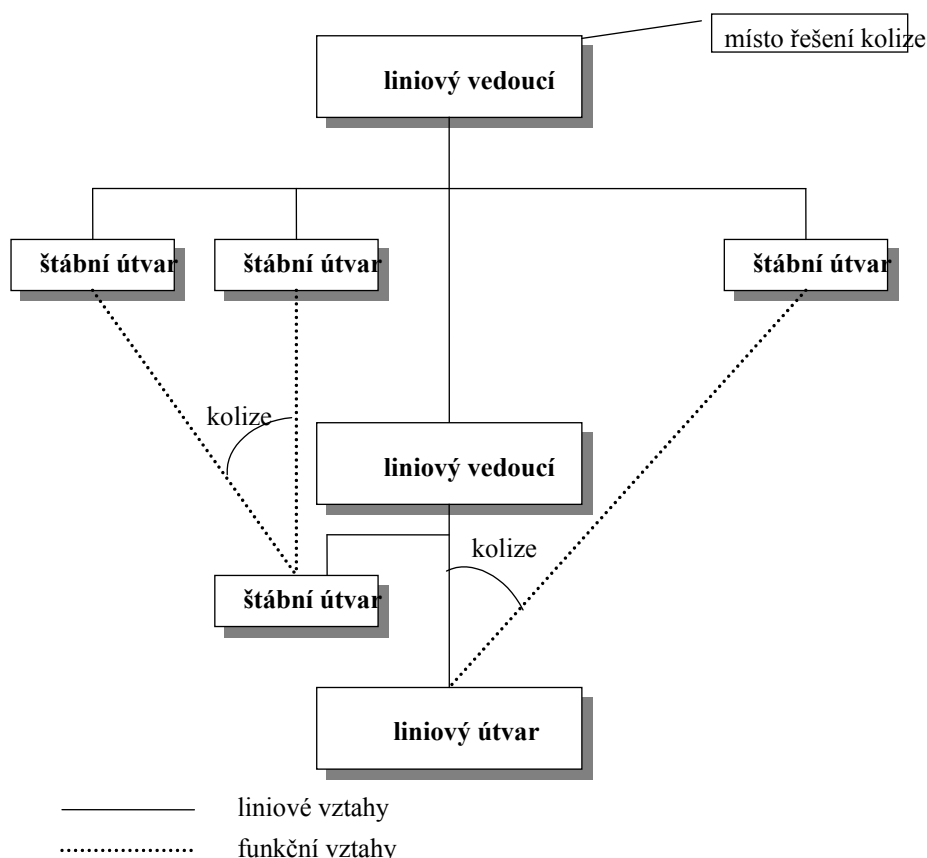 místo řešení kolize
liniový vedoucí
štábní útvar
štábní útvar
štábní útvar
kolize
liniový vedoucí
kolize
štábní útvar
liniový útvar
liniové vztahy
funkční vztahy